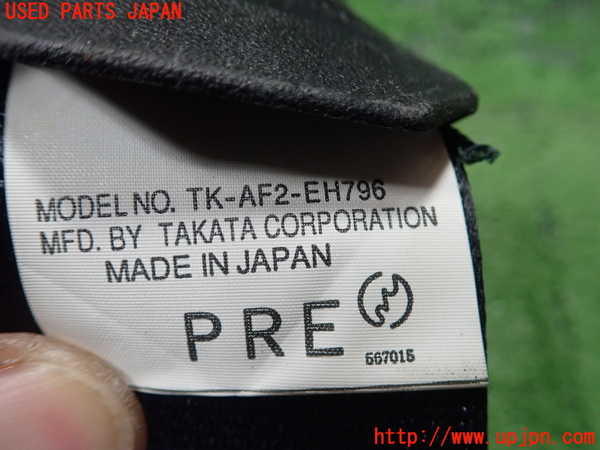 USED PARTS JAPAN
MODEL NO. TK-AF2-EH796
MFD. BY TAKATA CORPORATION
MADE IN JAPAN
PRE
567015
http://www.upjpn.com/